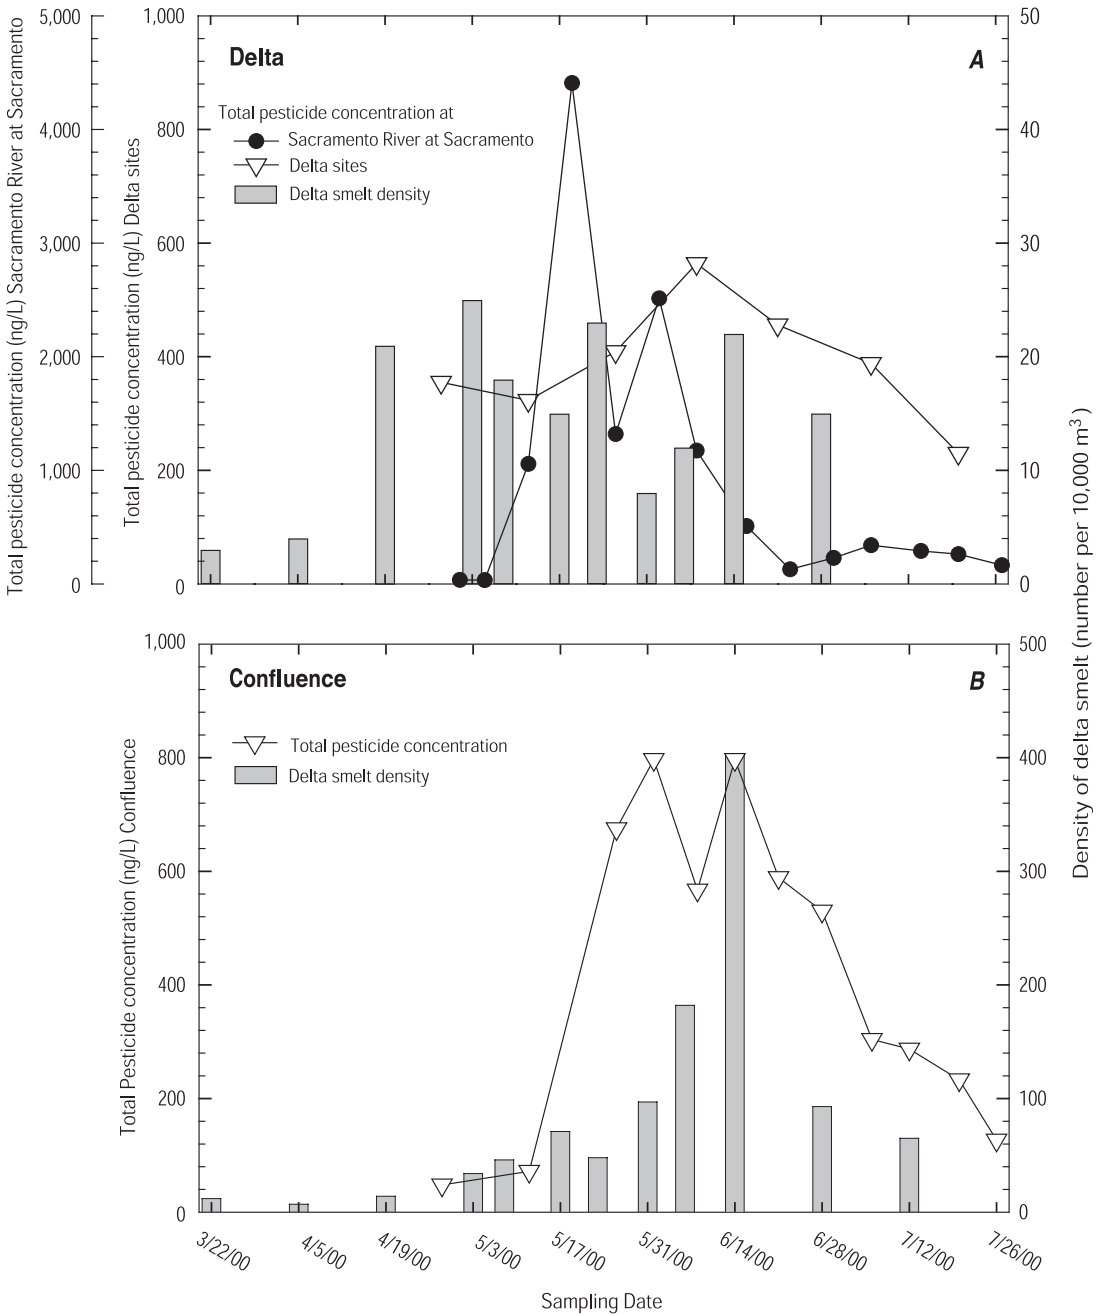 5,000
4,000
3,000
2,000
1,000
0
Total pesticide concentration (ng/L) Sacramento River at Sacramento
1,000
800
600
400
200
0
Total pesticide concentration (ng/L) Delta sites
Delta
A
Total pesticide concentration at
Sacramento River at Sacramento
Delta sites
Delta smelt density
50
40
30
20
10
0
1,000
800
600
400
200
0
Total Pesticide concentration (ng/L) Confluence
Confluence
B
Total pesticide concentration
Delta smelt density
500
400
300
200
100
0
Density of delta smelt (number per 10,000 m³)
3/22/00
4/5/00
4/19/00
5/3/00
5/17/00
5/31/00
6/14/00
6/28/00
7/12/00
7/26/00
Sampling Date